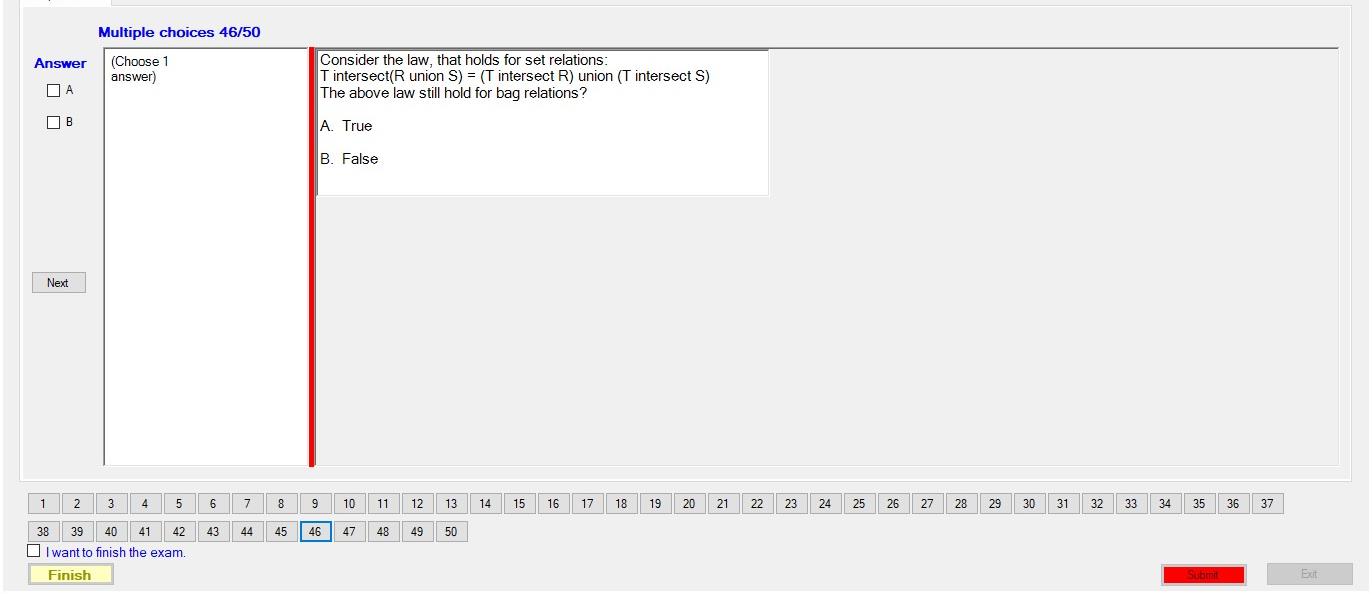 Multiple choices 46/50
Answer
(Choose 1
answer)
A
B
Next
Consider the law, that holds for set relations:
T intersect(R union S) = (T intersect R) union (T intersect S)
The above law still hold for bag relations?
A. True
B. False
1 2 3 4 5 6 7 8 9 10 11 12 13 14 15 16 17 18 19 20 21 22 23 24 25 26 27 28 29 30 31 32 33 34 35 36 37
38 39 40 41 42 43 44 45 46 47 48 49 50
I want to finish the exam.
Finish
Submit
Exit